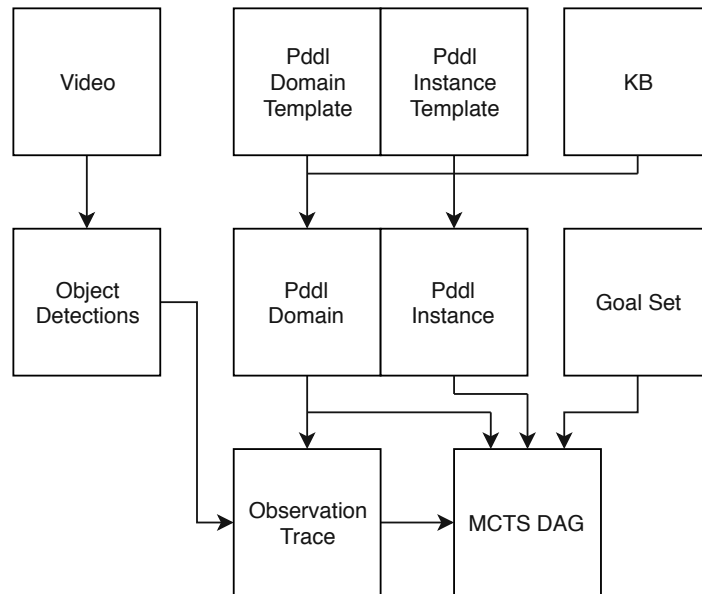 Video
Pddl
Domain
Template
Pddl
Instance
Template
KB
Object
Detections
Pddl
Domain
Pddl
Instance
Goal Set
Observation
Trace
MCTS DAG